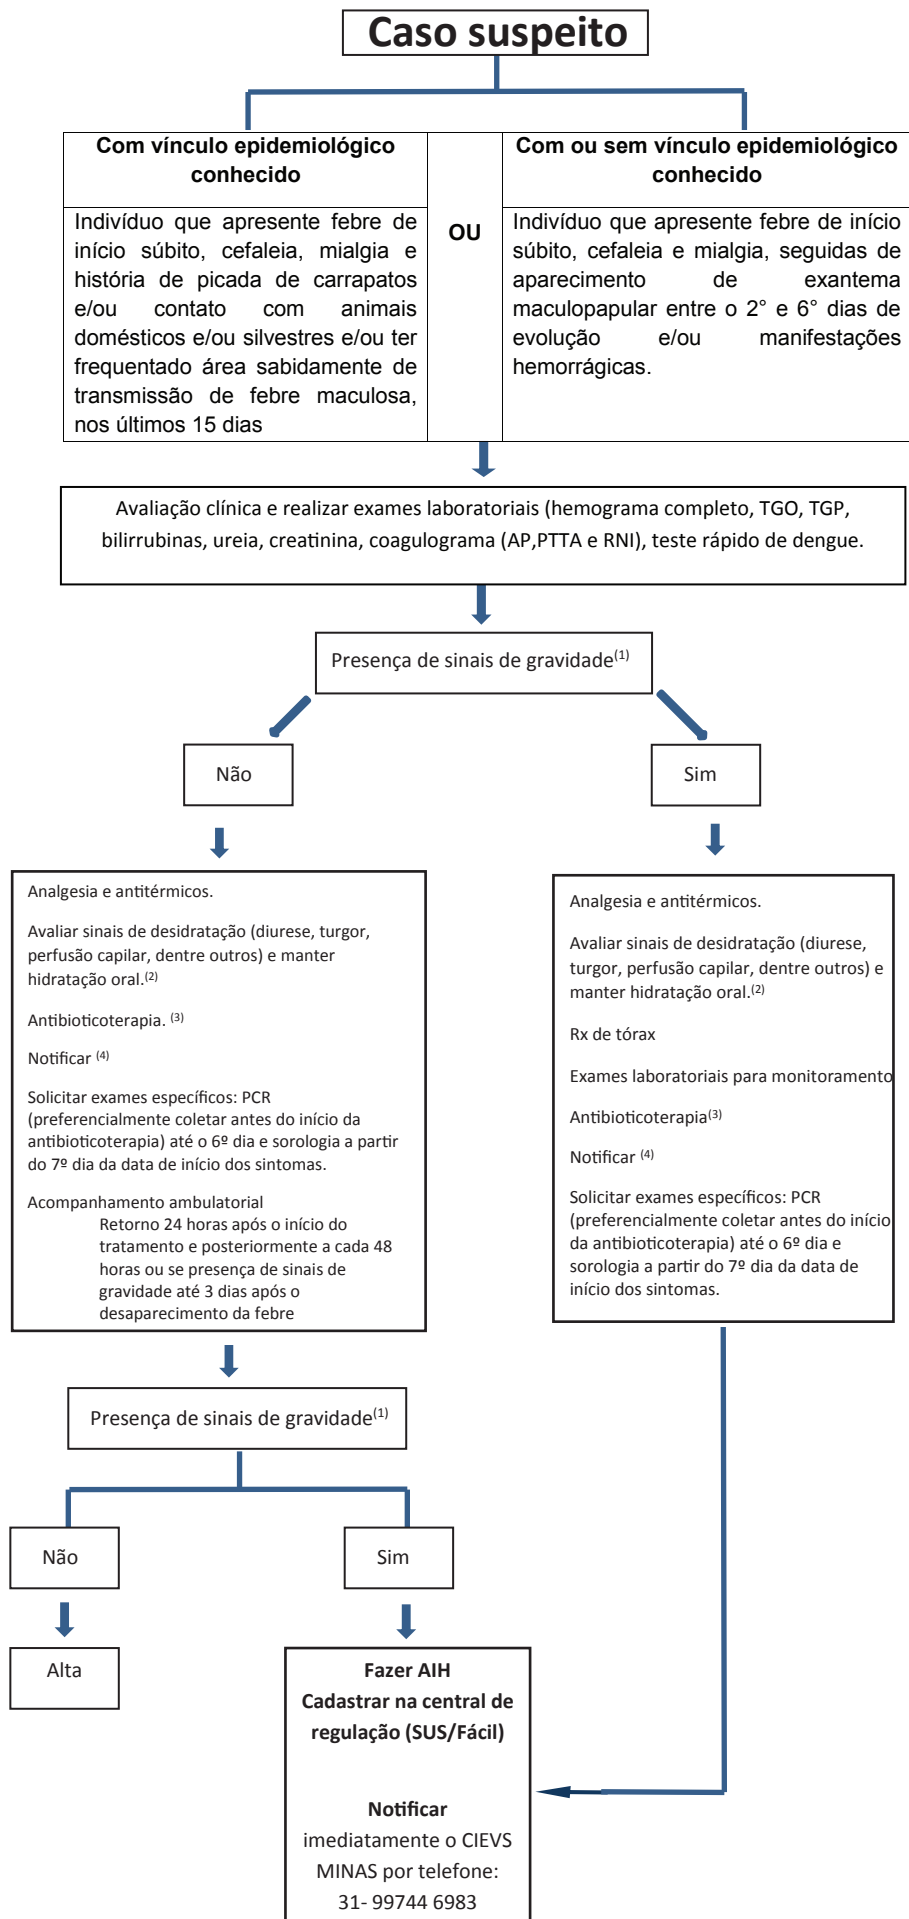 Caso suspeito
Com vínculo epidemiológico
conhecido
Indivíduo que apresente febre de
início súbito, cefaleia, mialgia e
história de picada de carrapatos
e/ou contato com animais
domésticos e/ou silvestres e/ou ter
frequentado área sabidamente de
transmissão de febre maculosa,
nos últimos 15 dias
OU
Com ou sem vínculo epidemiológico
conhecido
Indivíduo que apresente febre de início
súbito, cefaleia e mialgia, seguidas de
aparecimento de exantema
maculopapular entre o 2° e 6° dias de
evolução e/ou manifestações
hemorrágicas.
Avaliação clínica e realizar exames laboratoriais (hemograma completo, TGO, TGP,
bilirrubinas, ureia, creatinina, coagulograma (AP,PTTA e RNI), teste rápido de dengue.
Presença de sinais de gravidade(1)
Não
Sim
Analgesia e antitérmicos.
Avaliar sinais de desidratação (diurese, turgor,
perfusão capilar, dentre outros) e manter
hidratação oral.(2)
Antibioticoterapia. (3)
Notificar (4)
Solicitar exames específicos: PCR
(preferencialmente coletar antes do início da
antibioticoterapia) até o 6º dia e sorologia a partir
do 7º dia da data de início dos sintomas.
Acompanhamento ambulatorial
Retorno 24 horas após o início do
tratamento e posteriormente a cada 48
horas ou se presença de sinais de
gravidade até 3 dias após o
desaparecimento da febre
Analgesia e antitérmicos.
Avaliar sinais de desidratação (diurese,
turgor, perfusão capilar, dentre outros) e
manter hidratação oral.(2)
Rx de tórax
Exames laboratoriais para monitoramento
Antibioticoterapia(3)
Notificar (4)
Solicitar exames específicos: PCR
(preferencialmente coletar antes do início
da antibioticoterapia) até o 6º dia e
sorologia a partir do 7º dia da data de
início dos sintomas.
Presença de sinais de gravidade(1)
Não
Sim
Alta
Fazer AIH
Cadastrar na central de
regulação (SUS/Fácil)
Notificar
imediatamente o CIEVS
MINAS por telefone:
31- 99744 6983